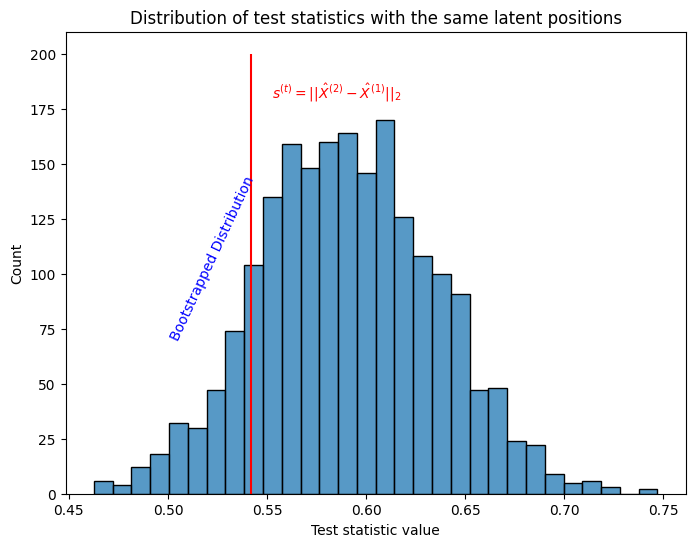 Distribution of test statistics with the same latent positions
200
175
150
125
100
75
50
25
0
Count
s^{(t)} = ||X̂^{(2)} − X̂^{(1)}||_2
Bootstrapped Distribution
0.45 0.50 0.55 0.60 0.65 0.70 0.75
Test statistic value